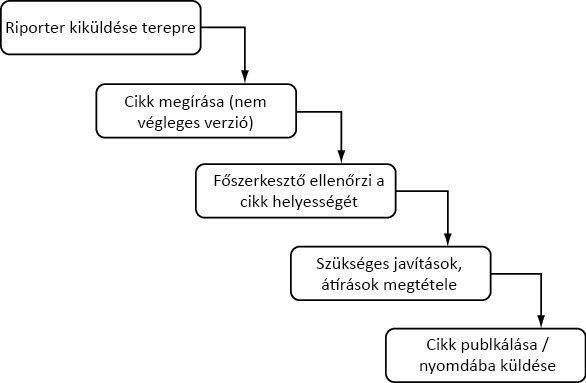 Riporter kiküldése terepre
Cikk megírása (nem
végleges verzió)
Főszerkesztő ellenőrzi a
cikk helyességét
Szükséges javítások,
átírások megtétele
Cikk publkálása /
nyomdába küldése